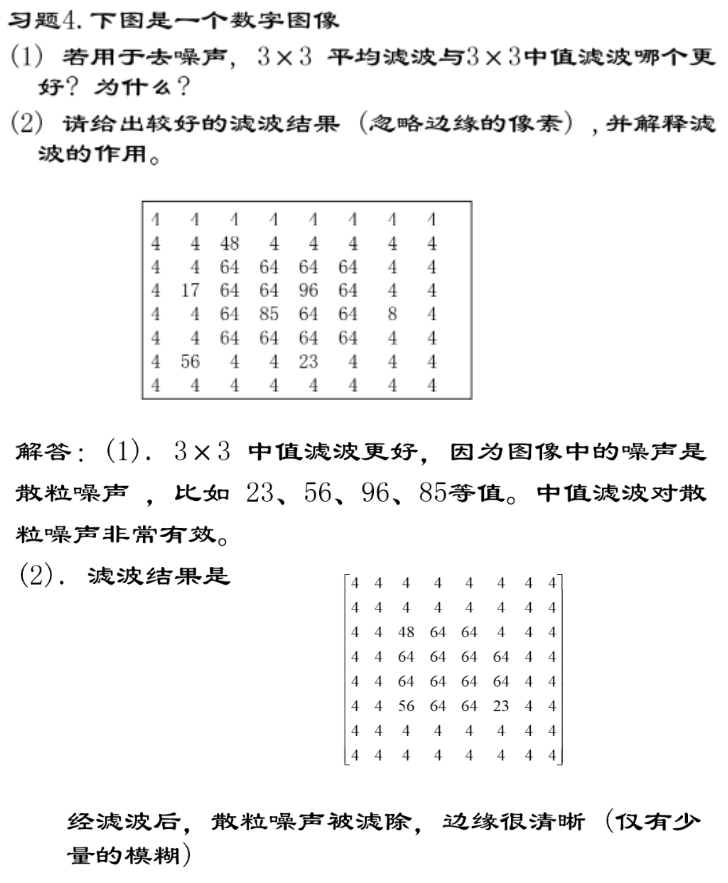 习题4.下图是一个数字图像
(1) 若用于去噪声, 3×3 平均滤波与3×3中值滤波哪个更
好? 为什么?
(2) 请给出较好的滤波结果 (忽略边缘的像素) ,并解释滤
波的作用。
4 4 4 4 4 4 4 4
4 4 48 4 4 4 4 4
4 4 64 64 64 64 4 4
4 17 64 64 96 64 4 4
4 4 64 85 64 64 8 4
4 4 64 64 64 64 4 4
4 56 4 4 23 4 4 4
4 4 4 4 4 4 4 4
解答: (1). 3×3 中值滤波更好, 因为图像中的噪声是
散粒噪声 , 比如 23、56、96、85等值。中值滤波对散
粒噪声非常有效。
(2). 滤波结果是
4 4 4 4 4 4 4 4
4 4 4 4 4 4 4 4
4 4 48 64 64 4 4 4
4 4 64 64 64 64 4 4
4 4 64 64 64 64 4 4
4 4 56 64 64 23 4 4
4 4 4 4 4 4 4 4
4 4 4 4 4 4 4 4
经滤波后, 散粒噪声被滤除, 边缘很清晰 (仅有少
量的模糊)